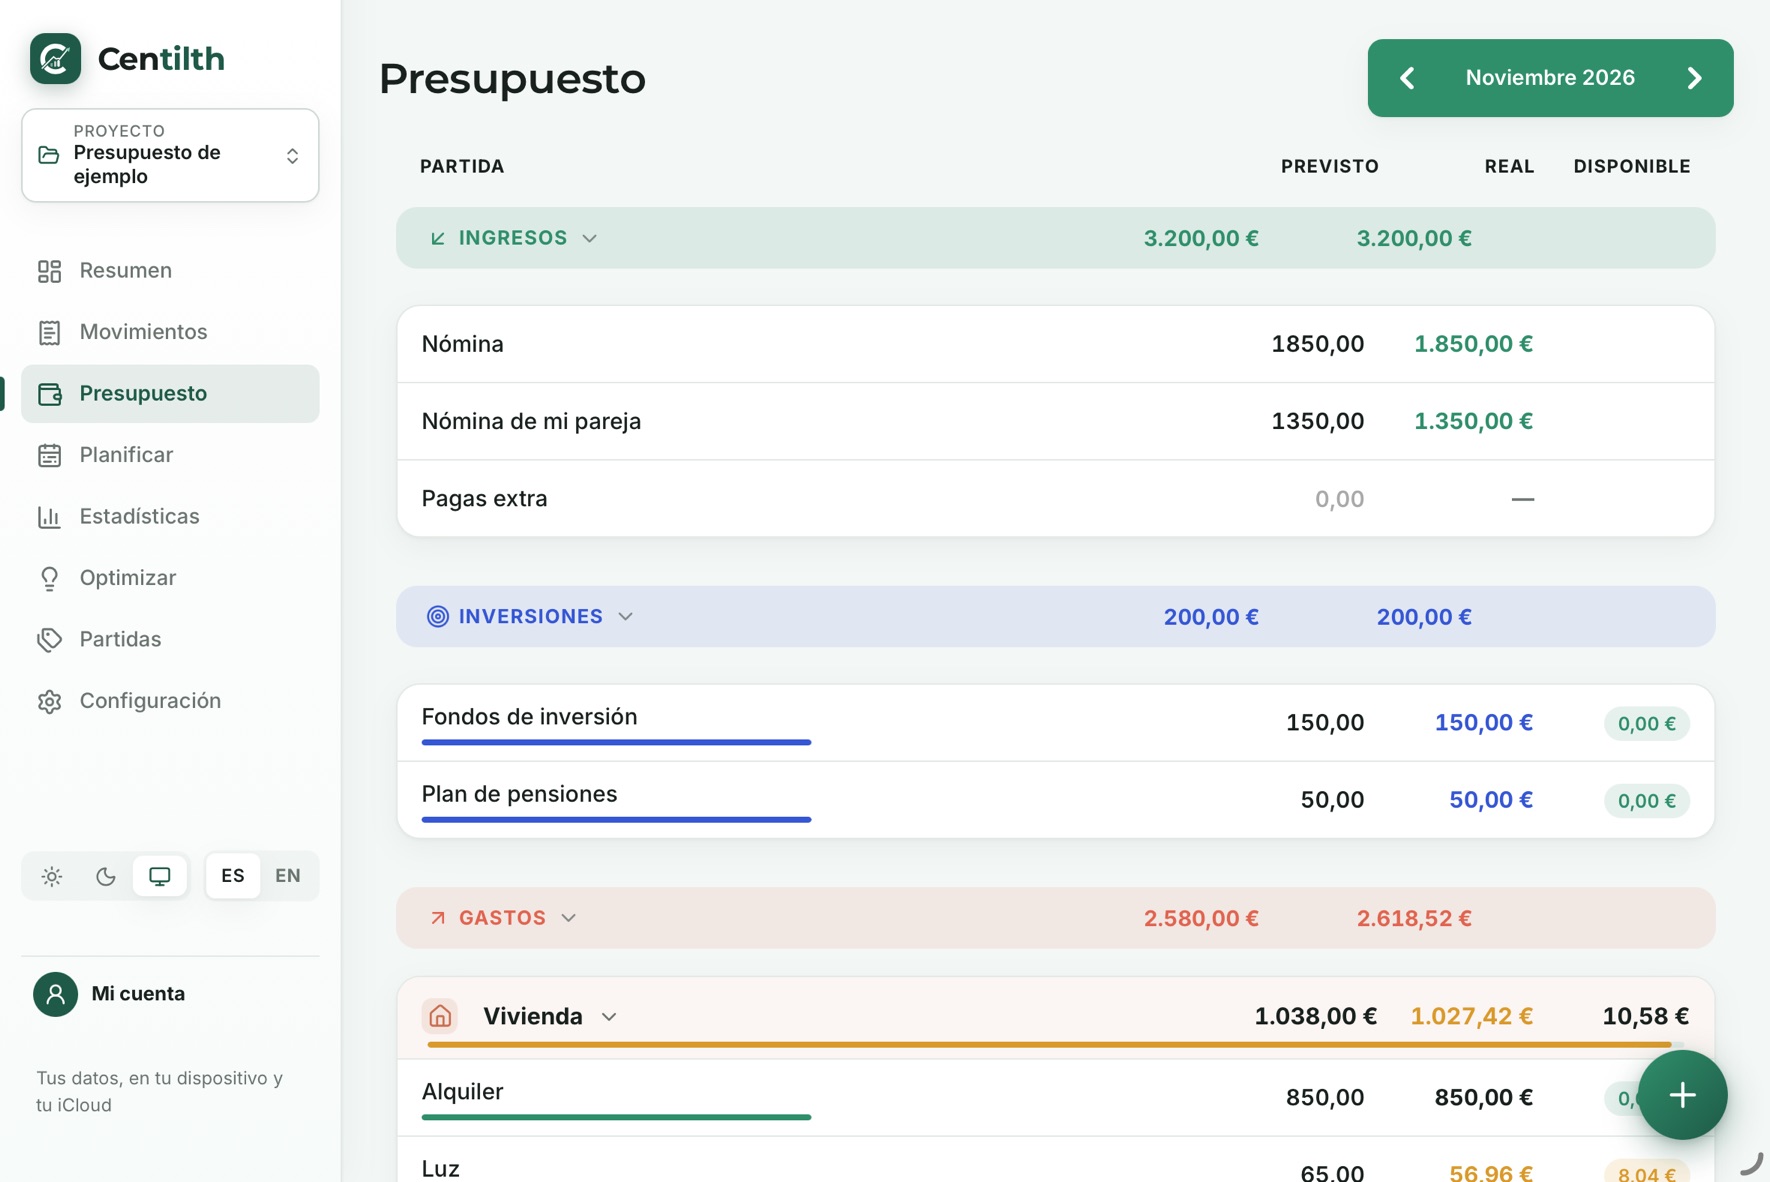 Centilth
PROYECTO
Presupuesto de
ejemplo
Resumen
Movimientos
Presupuesto
Planificar
Estadísticas
Optimizar
Partidas
Configuración
ES EN
Mi cuenta
Tus datos, en tu dispositivo y
tu iCloud
Presupuesto
Noviembre 2026
PARTIDA PREVISTO REAL DISPONIBLE
INGRESOS 3.200,00 € 3.200,00 €
Nómina 1850,00 1.850,00 €
Nómina de mi pareja 1350,00 1.350,00 €
Pagas extra 0,00 —
INVERSIONES 200,00 € 200,00 €
Fondos de inversión 150,00 150,00 € 0,00 €
Plan de pensiones 50,00 50,00 € 0,00 €
GASTOS 2.580,00 € 2.618,52 €
Vivienda 1.038,00 € 1.027,42 € 10,58 €
Alquiler 850,00 850,00 €
Luz 65,00 56,96 € 8,04 €